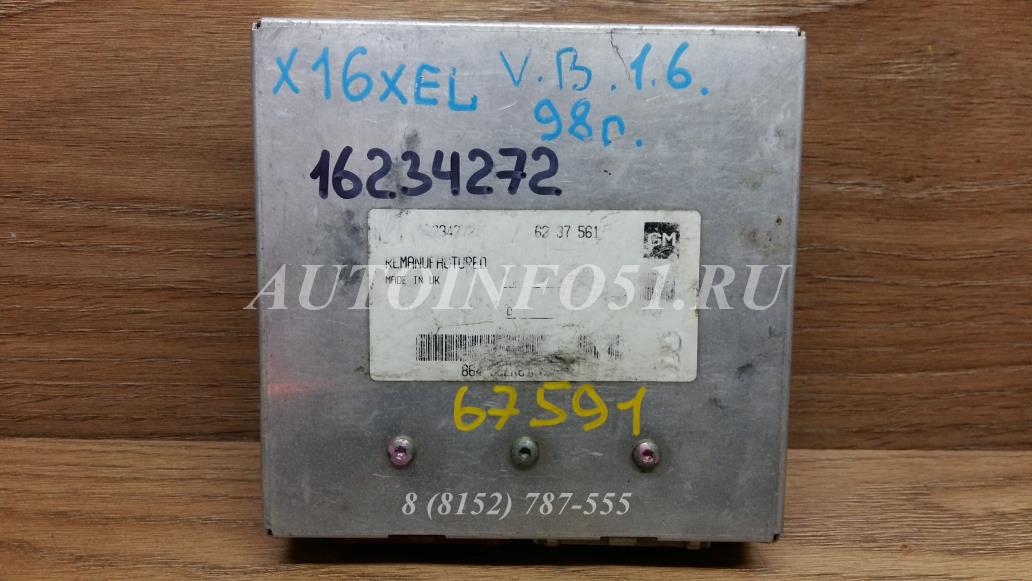 X16XEL V.B.1.6.
98г.
16234272
62 37 561
GM
REMANUFACTURED
MADE IN UK
AUTOINFO51.RU
67591
8 (8152) 787-555